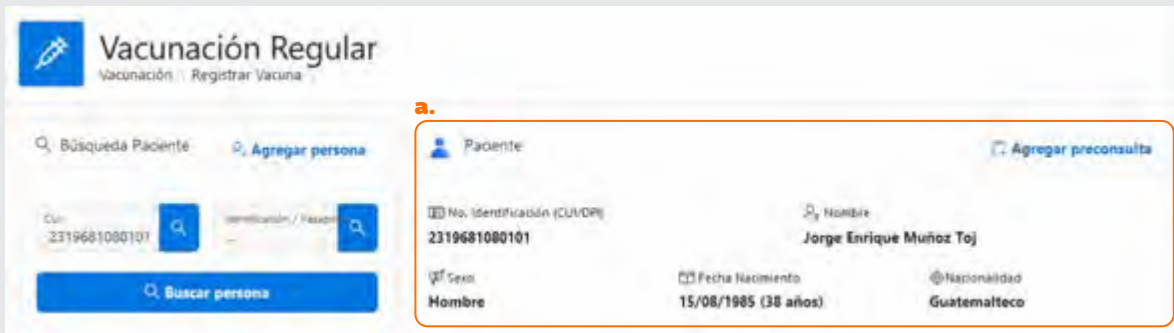 Vacunación Regular
Vacunación Registrar Vacuna
a.
Búsqueda Paciente
Agregar persona
CUI
2319681080101
Identificación /
...
Buscar persona
Paciente
Agregar preconsulta
No. Identificación (CUI/DPI)
2319681080101
Nombre
Jorge Enrique Muñoz Toj
Sexo
Hombre
Fecha Nacimiento
15/08/1985 (38 años)
Nacionalidad
Guatemalteco